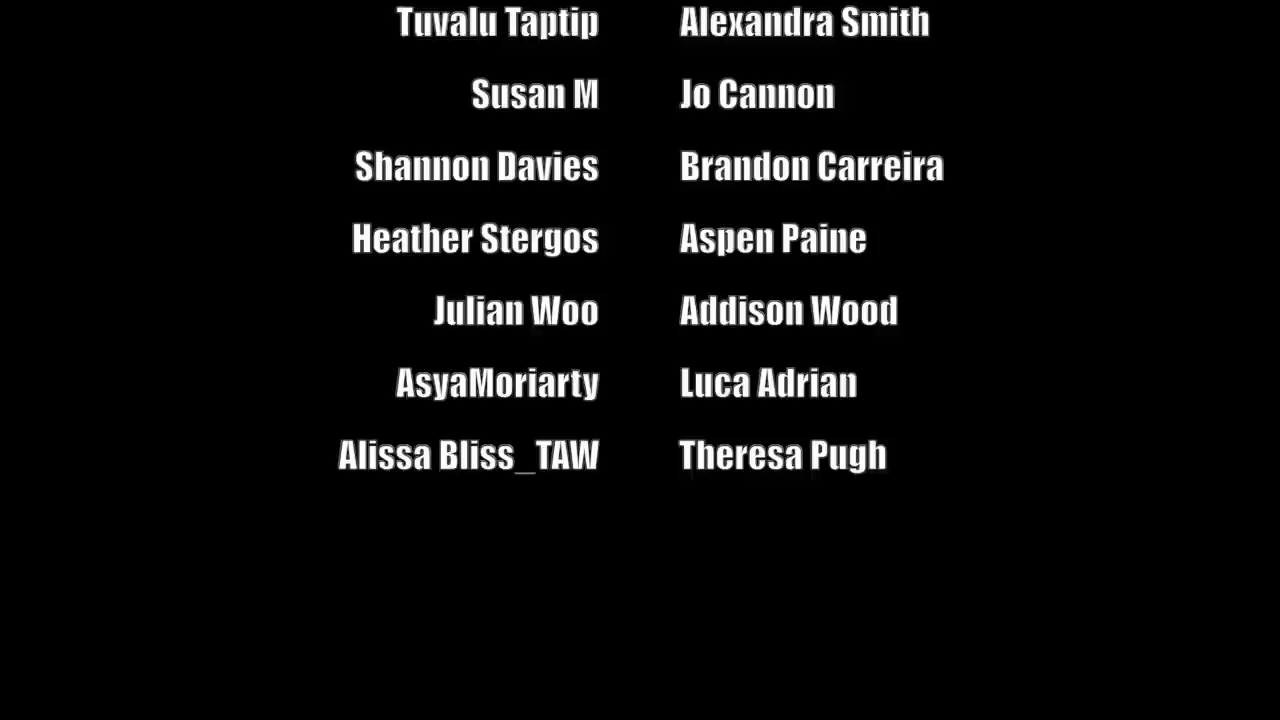 Tuvalu Taptip Alexandra Smith
Susan M Jo Cannon
Shannon Davies Brandon Carreira
Heather Stergos Aspen Paine
Julian Woo Addison Wood
AsyaMoriarty Luca Adrian
Alissa Bliss_TAW Theresa Pugh